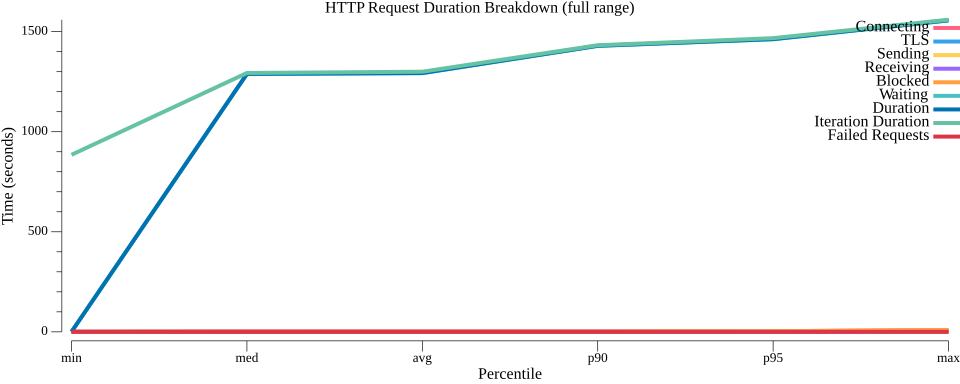 HTTP Request Duration Breakdown (full range)
Time (seconds)
1500
1000
500
0
Connecting
TLS
Sending
Receiving
Blocked
Waiting
Duration
Iteration Duration
Failed Requests
min med avg p90 p95 max
Percentile